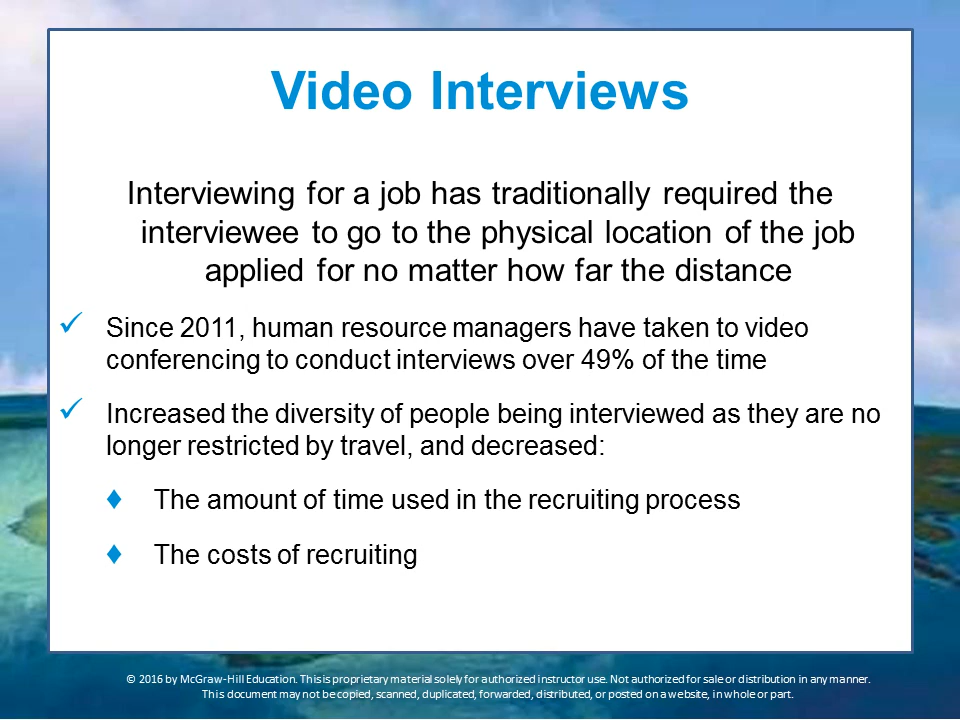 Video Interviews
Interviewing for a job has traditionally required the
interviewee to go to the physical location of the job
applied for no matter how far the distance
Since 2011, human resource managers have taken to video
conferencing to conduct interviews over 49% of the time
Increased the diversity of people being interviewed as they are no
longer restricted by travel, and decreased:
The amount of time used in the recruiting process
The costs of recruiting
© 2016 by McGraw-Hill Education. This is proprietary material solely for authorized instructor use. Not authorized for sale or distribution in any manner.
This document may not be copied, scanned, duplicated, forwarded, distributed, or posted on a website, in whole or part.